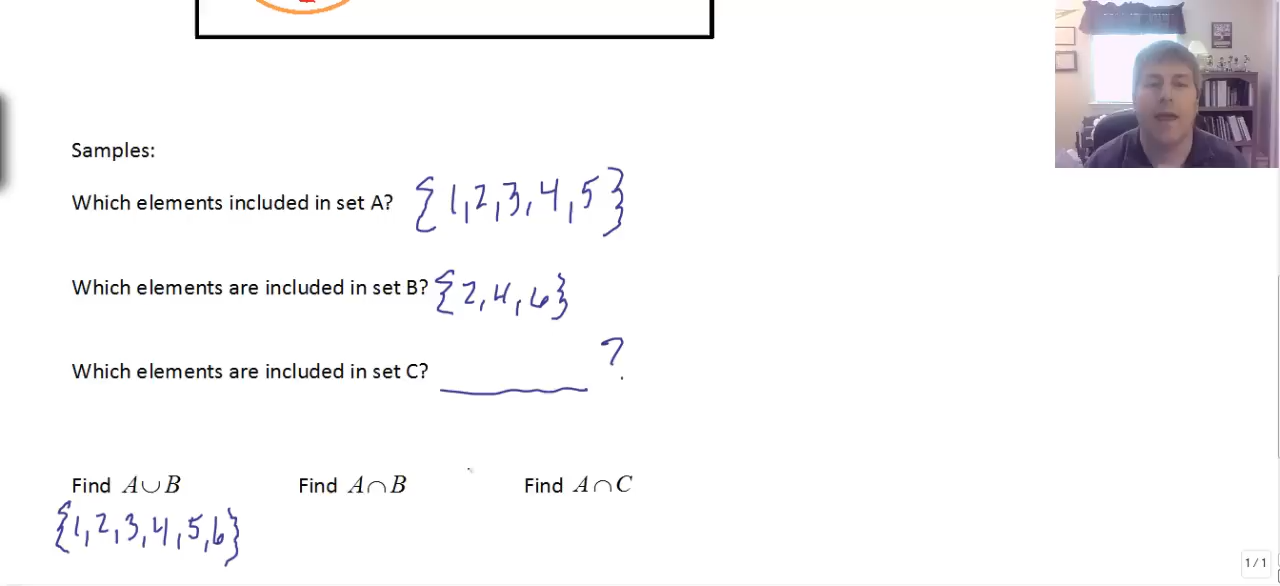 Samples:
Which elements included in set A? {1,2,3,4,5}
Which elements are included in set B? {2,4,6}
Which elements are included in set C? ?
Find A∪B Find A∩B Find A∩C
{1,2,3,4,5,6}
1 / 1